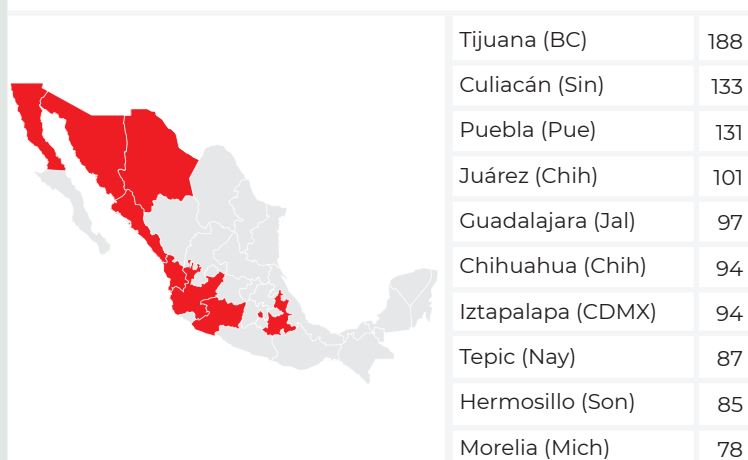 Tijuana (BC) 188
Culiacán (Sin) 133
Puebla (Pue) 131
Juárez (Chih) 101
Guadalajara (Jal) 97
Chihuahua (Chih) 94
Iztapalapa (CDMX) 94
Tepic (Nay) 87
Hermosillo (Son) 85
Morelia (Mich) 78